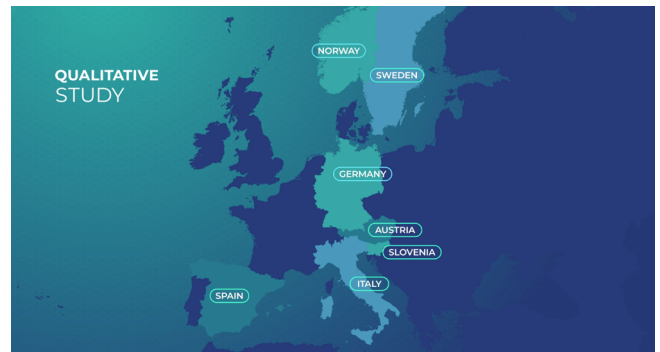 QUALITATIVE
STUDY
NORWAY
SWEDEN
GERMANY
AUSTRIA
SLOVENIA
ITALY
SPAIN